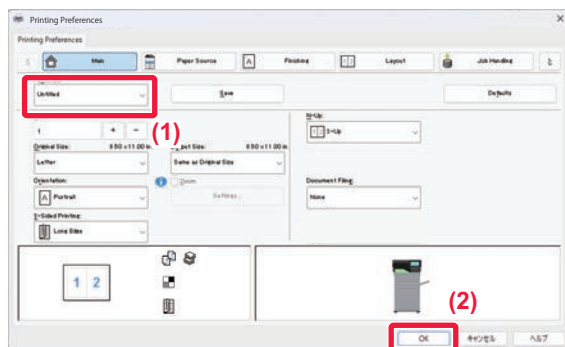 Printing Preferences
Printing Preferences
Main
Paper Source
Finishing
Layout
Job Handling
Untitled
Save
Defaults
1
+
-
(1)
N-Up:
2-Up
Original Size:
8.50 x 11.00 in.
Output Size:
8.50 x 11.00 in.
Letter
Same as Original Size
Orientation:
Zoom
Document Filing:
Portrait
Settings...
None
2-Sided Printing:
Long Edge
1 2
(2)
OK
キャンセル
ヘルプ